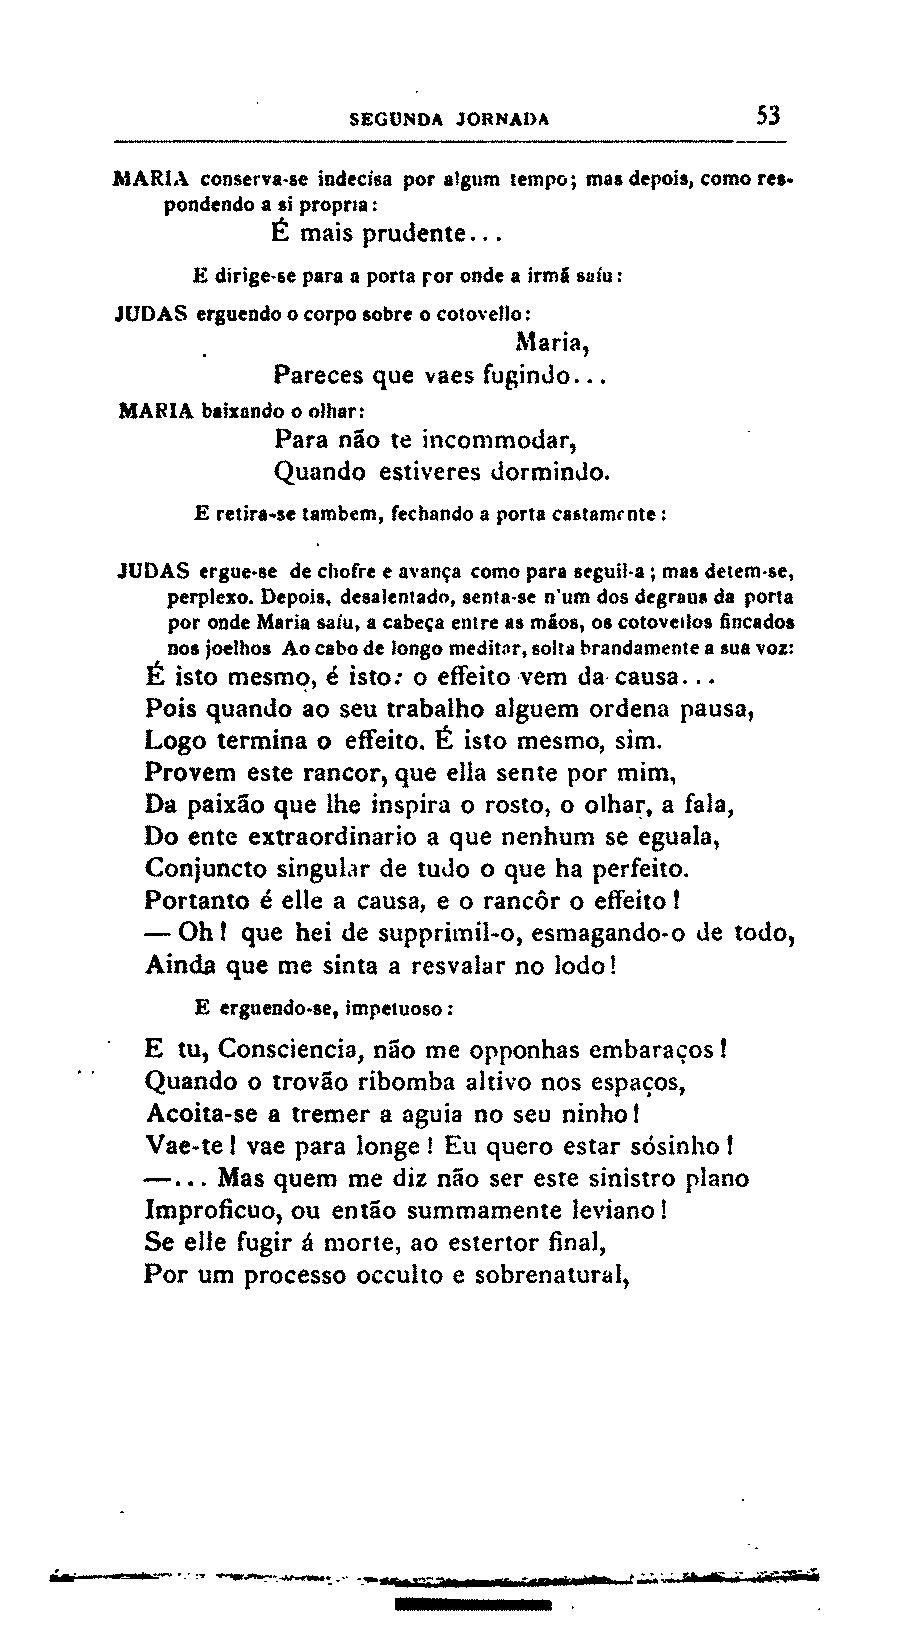 SEGUNDA JORNADA 53
MARIA conserva-se indecisa por algum tempo; mas depois, como res-
pondendo a si propria:
É mais prudente...
E dirige-se para a porta por onde a irmã saíu:
JUDAS erguendo o corpo sobre o cotovello:
Maria,
Pareces que vaes fugindo...
MARIA baixando o olhar:
Para não te incommodar,
Quando estiveres dormindo.
E retira-se tambem, fechando a porta castamente:
JUDAS ergue-se de chofre e avança como para seguil-a; mas detem-se,
perplexo. Depois, desalentado, senta-se n'um dos degraus da porta
por onde Maria saíu, a cabeça entre as mãos, os cotovellos fincados
nos joelhos Ao cabo de longo meditar, solta brandamente a sua voz:
É isto mesmo, é isto: o effeito vem da causa...
Pois quando ao seu trabalho alguem ordena pausa,
Logo termina o effeito. É isto mesmo, sim.
Provem este rancor, que ella sente por mim,
Da paixão que lhe inspira o rosto, o olhar, a fala,
Do ente extraordinario a que nenhum se eguala,
Conjuncto singular de tudo o que ha perfeito.
Portanto é elle a causa, e o rancôr o effeito!
— Oh! que hei de supprimil-o, esmagando-o de todo,
Ainda que me sinta a resvalar no lodo!
E erguendo-se, impetuoso:
E tu, Consciencia, não me opponhas embaraços!
Quando o trovão ribomba altivo nos espaços,
Acoita-se a tremer a aguia no seu ninho!
Vae-te! vae para longe! Eu quero estar sósinho!
—... Mas quem me diz não ser este sinistro plano
Improficuo, ou então summamente leviano!
Se elle fugir á morte, ao estertor final,
Por um processo occulto e sobrenatural,